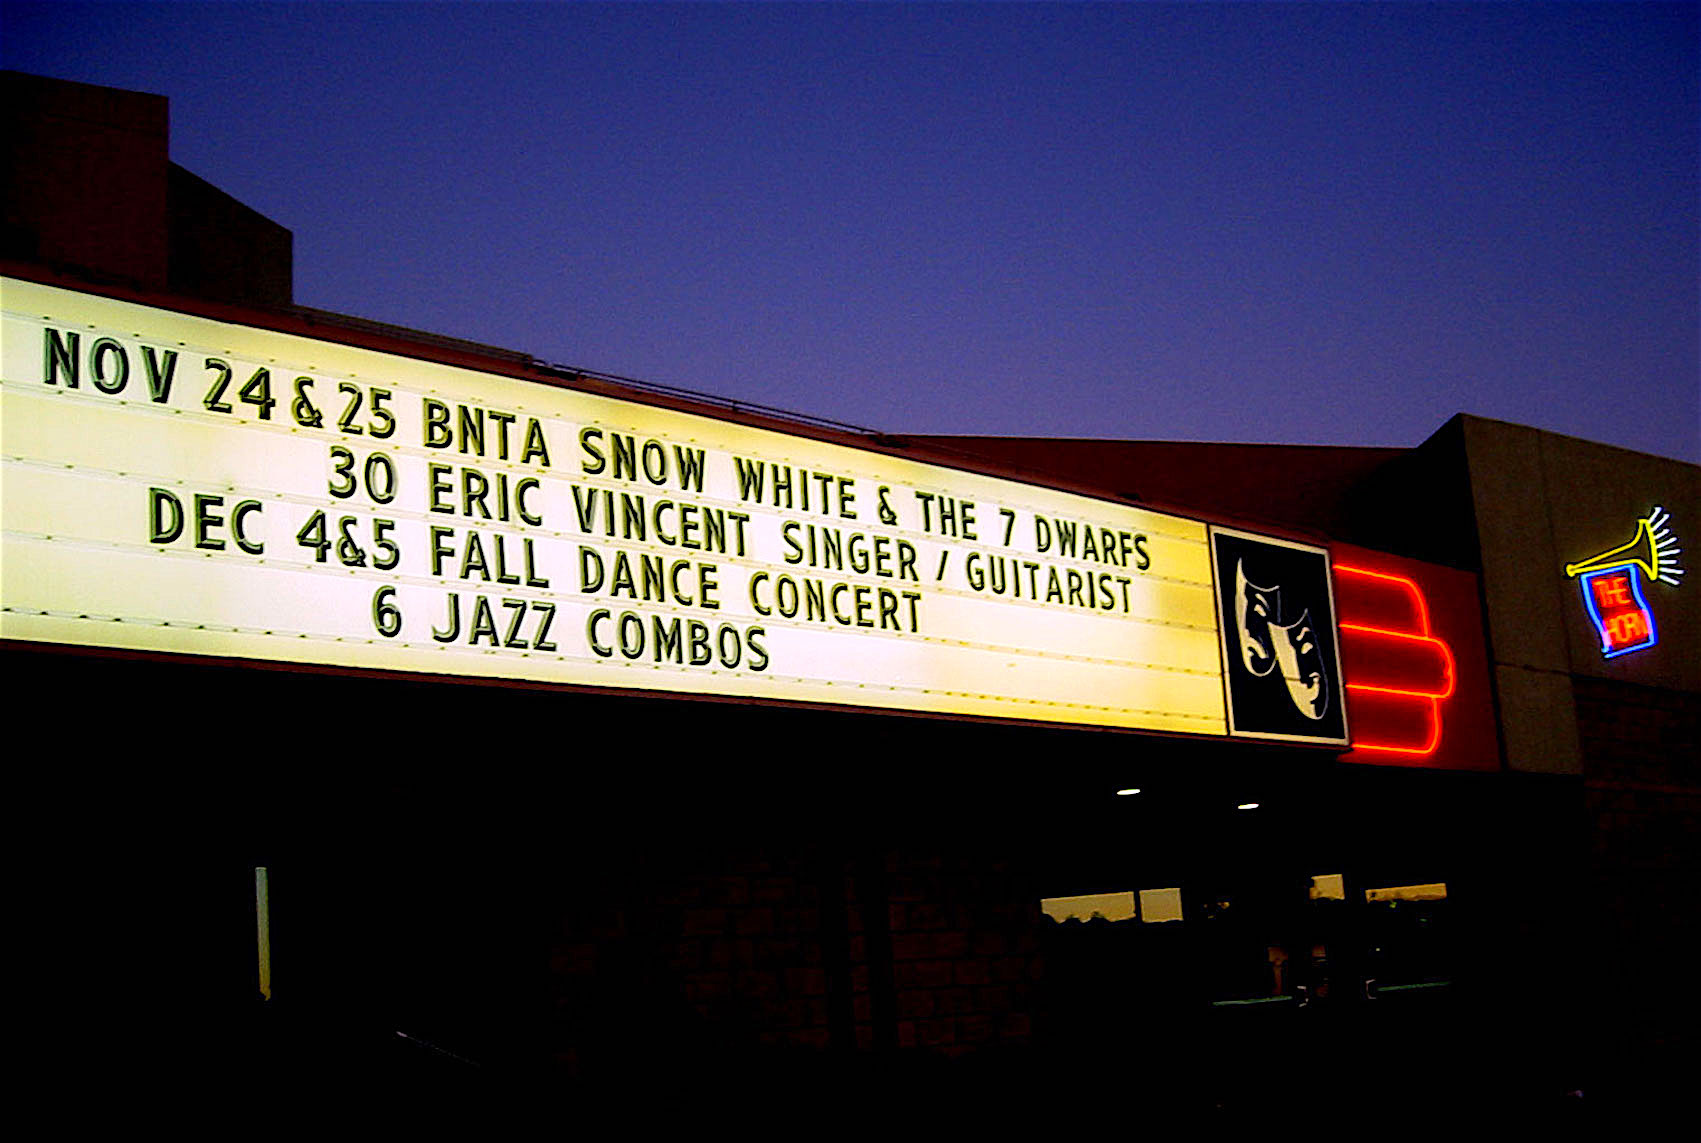 NOV 24 & 25 BNTA SNOW WHITE & THE 7 DWARFS
30 ERIC VINCENT SINGER / GUITARIST
DEC 4&5 FALL DANCE CONCERT
6 JAZZ COMBOS
THE
HORN